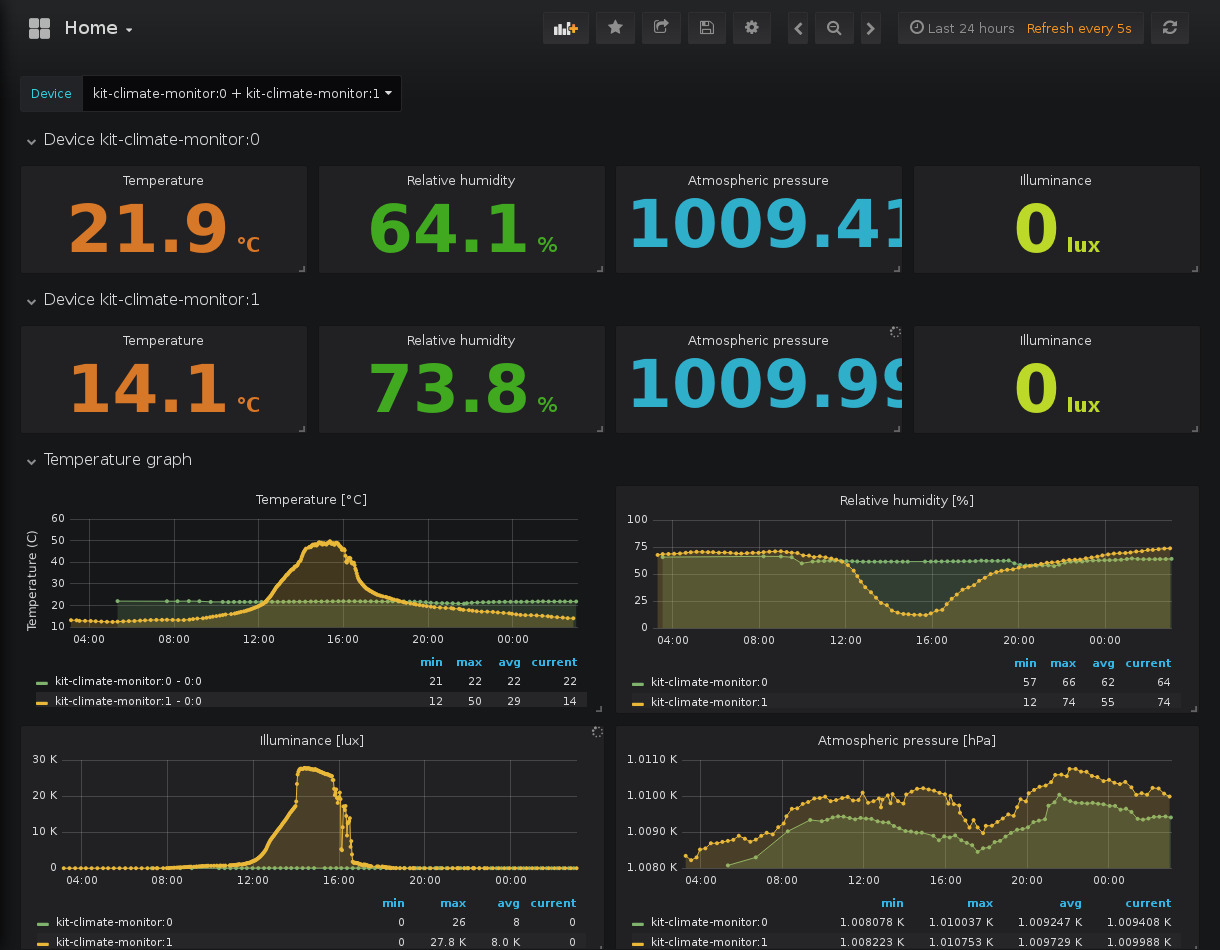 Home
Last 24 hours Refresh every 5s
Device kit-climate-monitor:0 + kit-climate-monitor:1
Device kit-climate-monitor:0
Temperature Relative humidity Atmospheric pressure Illuminance
21.9 °C 64.1 % 1009.41 0 lux
Device kit-climate-monitor:1
Temperature Relative humidity Atmospheric pressure Illuminance
14.1 °C 73.8 % 1009.99 0 lux
Temperature graph
Temperature [°C]
Temperature (C)
60
50
40
30
20
10
04:00 08:00 12:00 16:00 20:00 00:00
min max avg current
kit-climate-monitor:0 - 0:0 21 22 22 22
kit-climate-monitor:1 - 0:0 12 50 29 14
Relative humidity [%]
100
75
50
25
0
04:00 08:00 12:00 16:00 20:00 00:00
min max avg current
kit-climate-monitor:0 57 66 62 64
kit-climate-monitor:1 12 74 55 74
Illuminance [lux]
30 K
20 K
10 K
0
04:00 08:00 12:00 16:00 20:00 00:00
min max avg current
kit-climate-monitor:0 0 26 8 0
kit-climate-monitor:1 0 27.8 K 8.0 K 0
Atmospheric pressure [hPa]
1.0110 K
1.0100 K
1.0090 K
1.0080 K
04:00 08:00 12:00 16:00 20:00 00:00
min max avg current
kit-climate-monitor:0 1.008078 K 1.010037 K 1.009247 K 1.009408 K
kit-climate-monitor:1 1.008223 K 1.010753 K 1.009729 K 1.009988 K